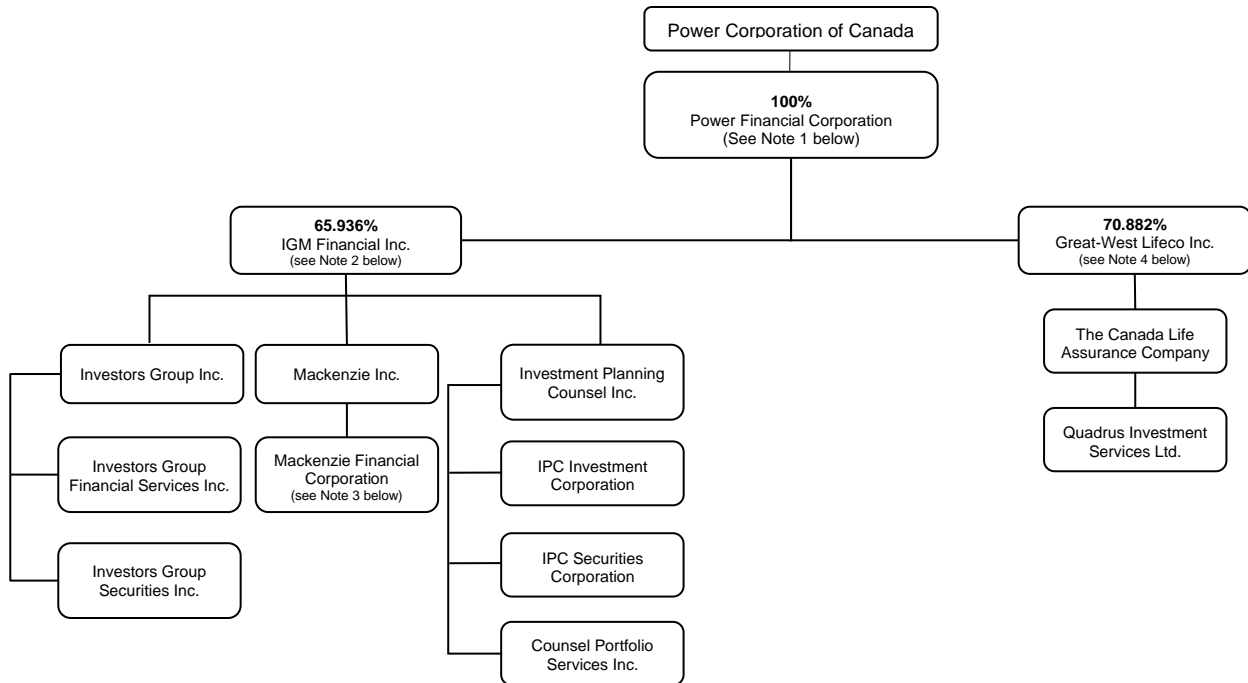 Power Corporation of Canada
100%
Power Financial Corporation
(See Note 1 below)
65.936%
IGM Financial Inc.
(see Note 2 below)
70.882%
Great-West Lifeco Inc.
(see Note 4 below)
Investors Group Inc.
Mackenzie Inc.
Investment Planning
Counsel Inc.
The Canada Life
Assurance Company
Investors Group
Financial Services Inc.
Mackenzie Financial
Corporation
(see Note 3 below)
IPC Investment
Corporation
Quadrus Investment
Services Ltd.
Investors Group
Securities Inc.
IPC Securities
Corporation
Counsel Portfolio
Services Inc.